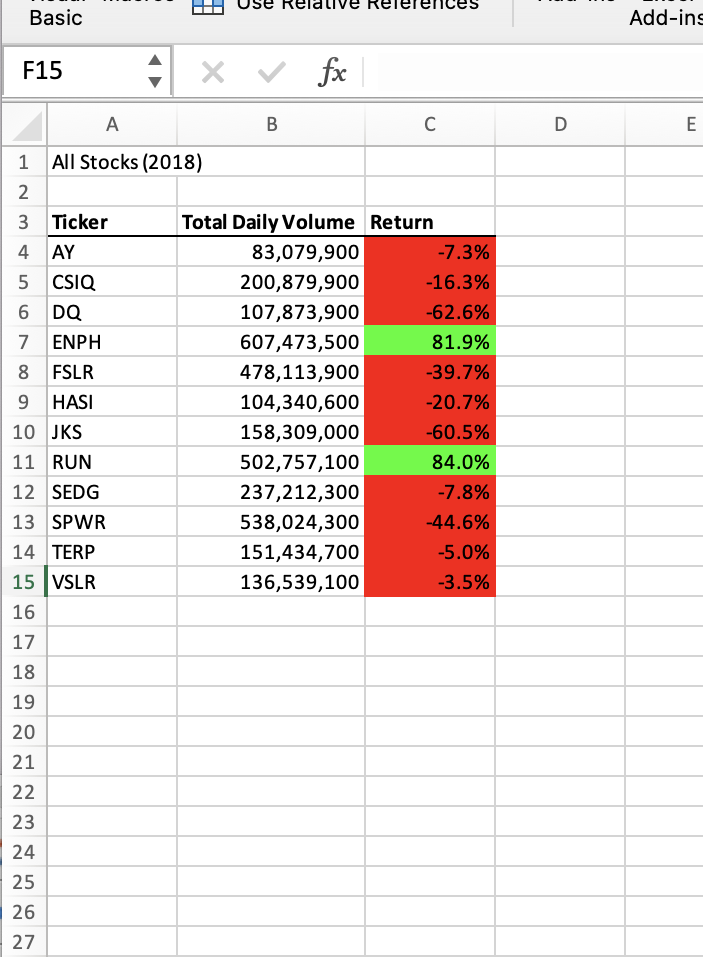 Use Relative References
Basic
Add-ins
F15 fx
A B C D E
1 All Stocks (2018)
2
3 Ticker Total Daily Volume Return
4 AY 83,079,900 -7.3%
5 CSIQ 200,879,900 -16.3%
6 DQ 107,873,900 -62.6%
7 ENPH 607,473,500 81.9%
8 FSLR 478,113,900 -39.7%
9 HASI 104,340,600 -20.7%
10 JKS 158,309,000 -60.5%
11 RUN 502,757,100 84.0%
12 SEDG 237,212,300 -7.8%
13 SPWR 538,024,300 -44.6%
14 TERP 151,434,700 -5.0%
15 VSLR 136,539,100 -3.5%
16
17
18
19
20
21
22
23
24
25
26
27